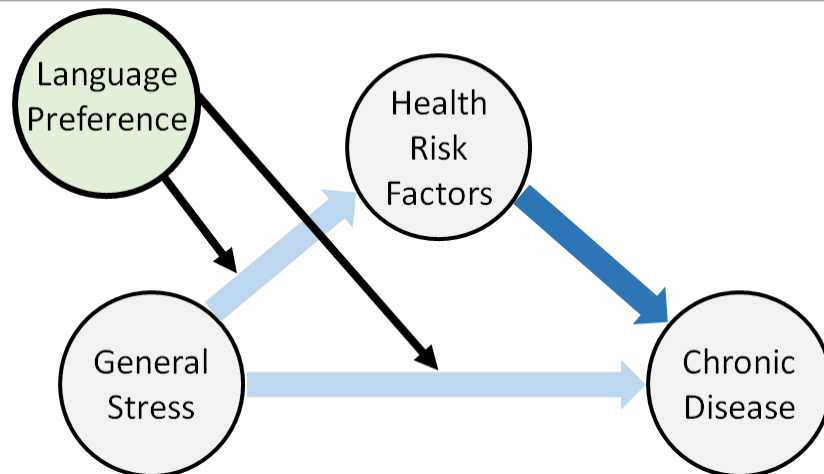 Language
Preference
Health
Risk
Factors
General
Stress
Chronic
Disease